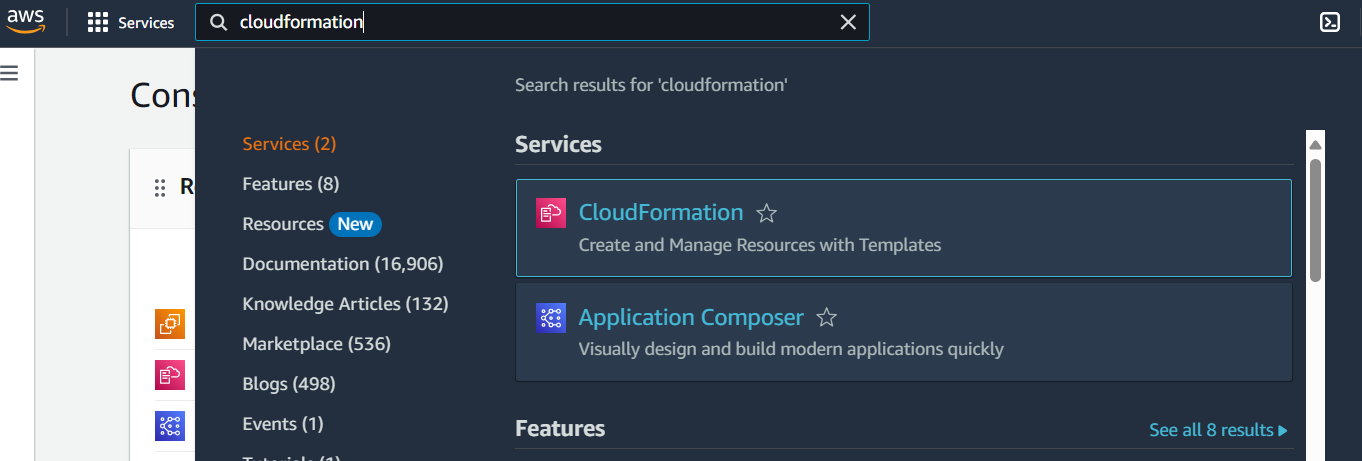 aws
Services
cloudformation
Search results for 'cloudformation'
Services (2)
Features (8)
Resources New
Documentation (16,906)
Knowledge Articles (132)
Marketplace (536)
Blogs (498)
Events (1)
Tutorials (1)
Services
CloudFormation
Create and Manage Resources with Templates
Application Composer
Visually design and build modern applications quickly
Features
See all 8 results
Cons
R